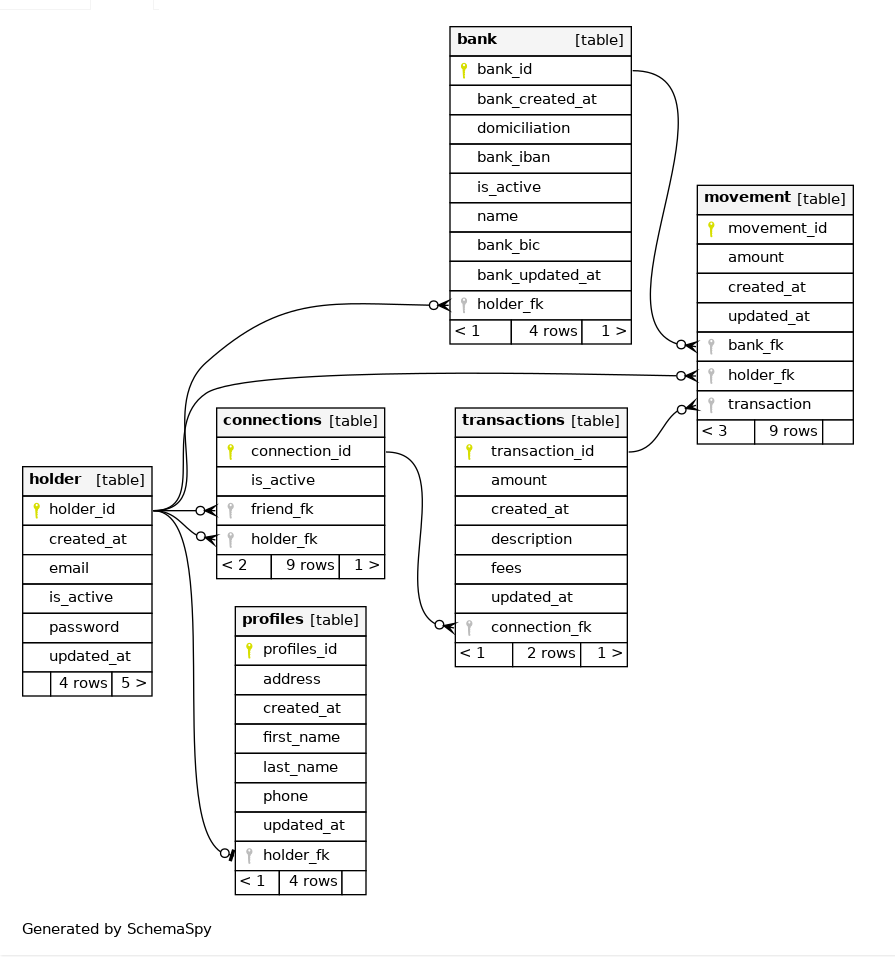 bank [table]
bank_id
bank_created_at
domiciliation
bank_iban
is_active
name
bank_bic
bank_updated_at
holder_fk
< 1 4 rows 1 >
movement [table]
movement_id
amount
created_at
updated_at
bank_fk
holder_fk
transaction
< 3 9 rows
connections [table]
connection_id
is_active
friend_fk
holder_fk
< 2 9 rows 1 >
transactions [table]
transaction_id
amount
created_at
description
fees
updated_at
connection_fk
< 1 2 rows 1 >
holder [table]
holder_id
created_at
email
is_active
password
updated_at
4 rows 5 >
profiles [table]
profiles_id
address
created_at
first_name
last_name
phone
updated_at
holder_fk
< 1 4 rows
Generated by SchemaSpy